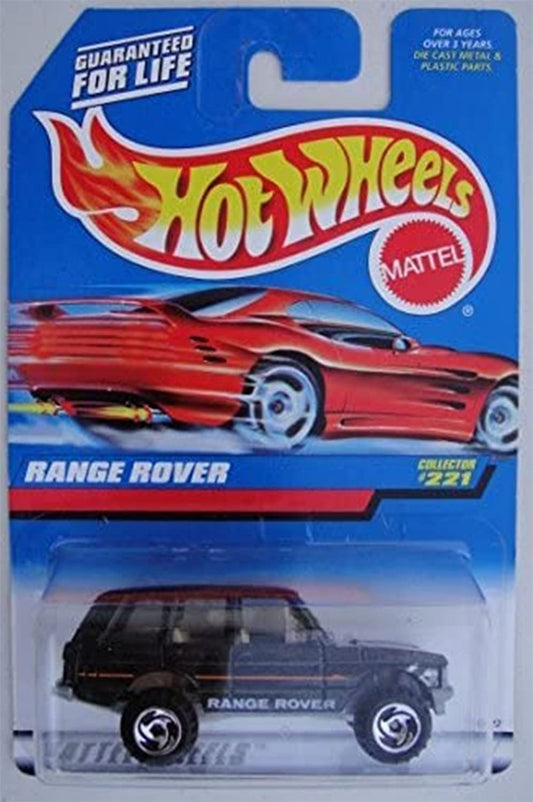 GUARANTEED
FOR LIFE
FOR AGES
OVER 3 YEARS.
DIE CAST METAL &
PLASTIC PARTS.
HOT WHEELS
MATTEL
®
RANGE ROVER
COLLECTOR
#221
RANGE ROVER